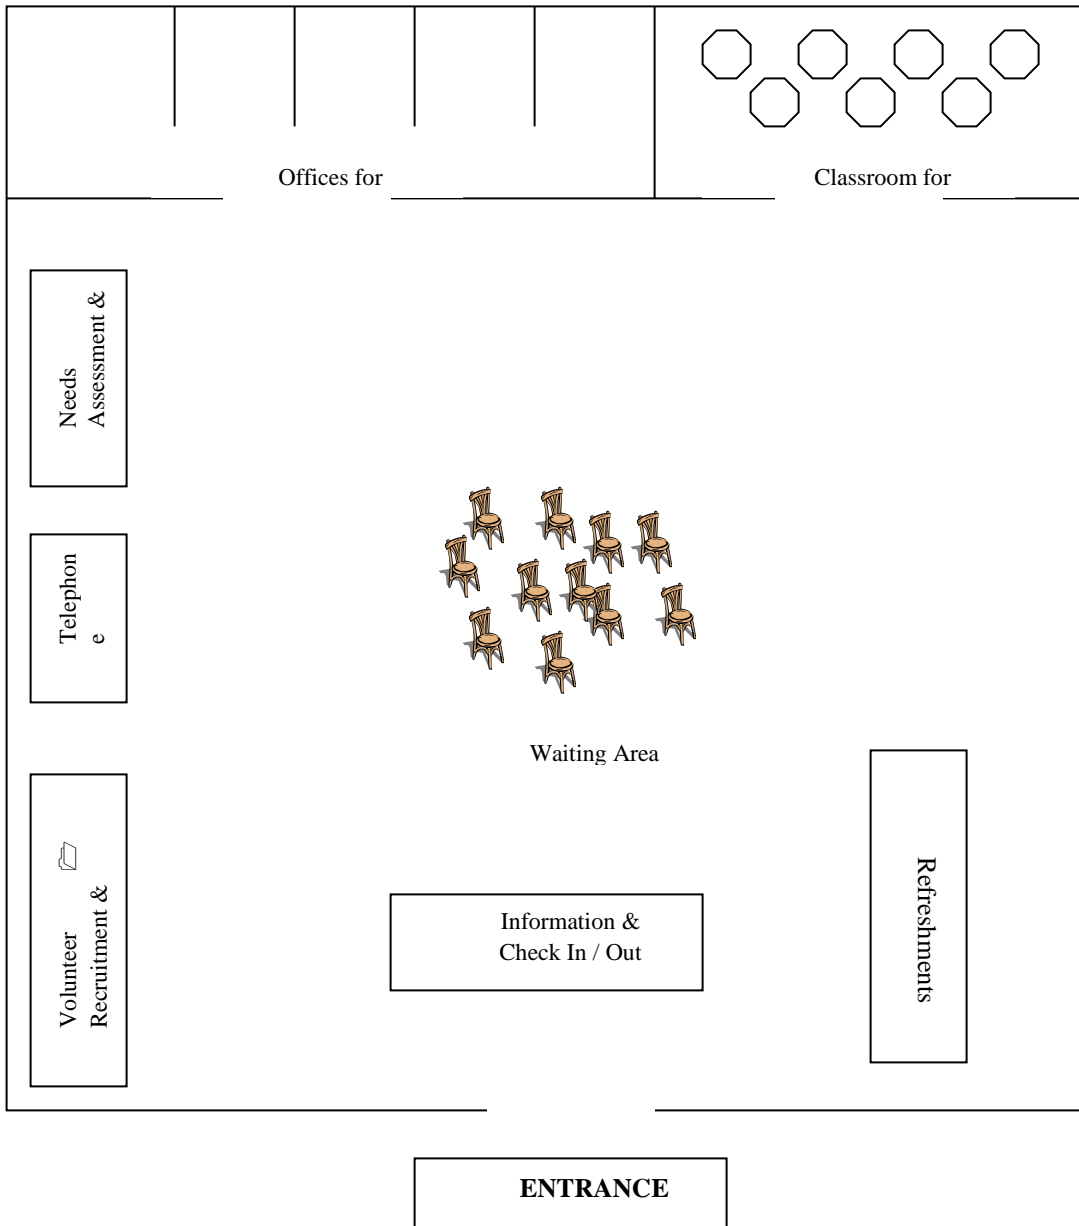 Offices for
Classroom for
Needs
Assessment &
Telephon
e
Waiting Area
Volunteer
Recruitment &
Information &
Check In / Out
Refreshments
ENTRANCE